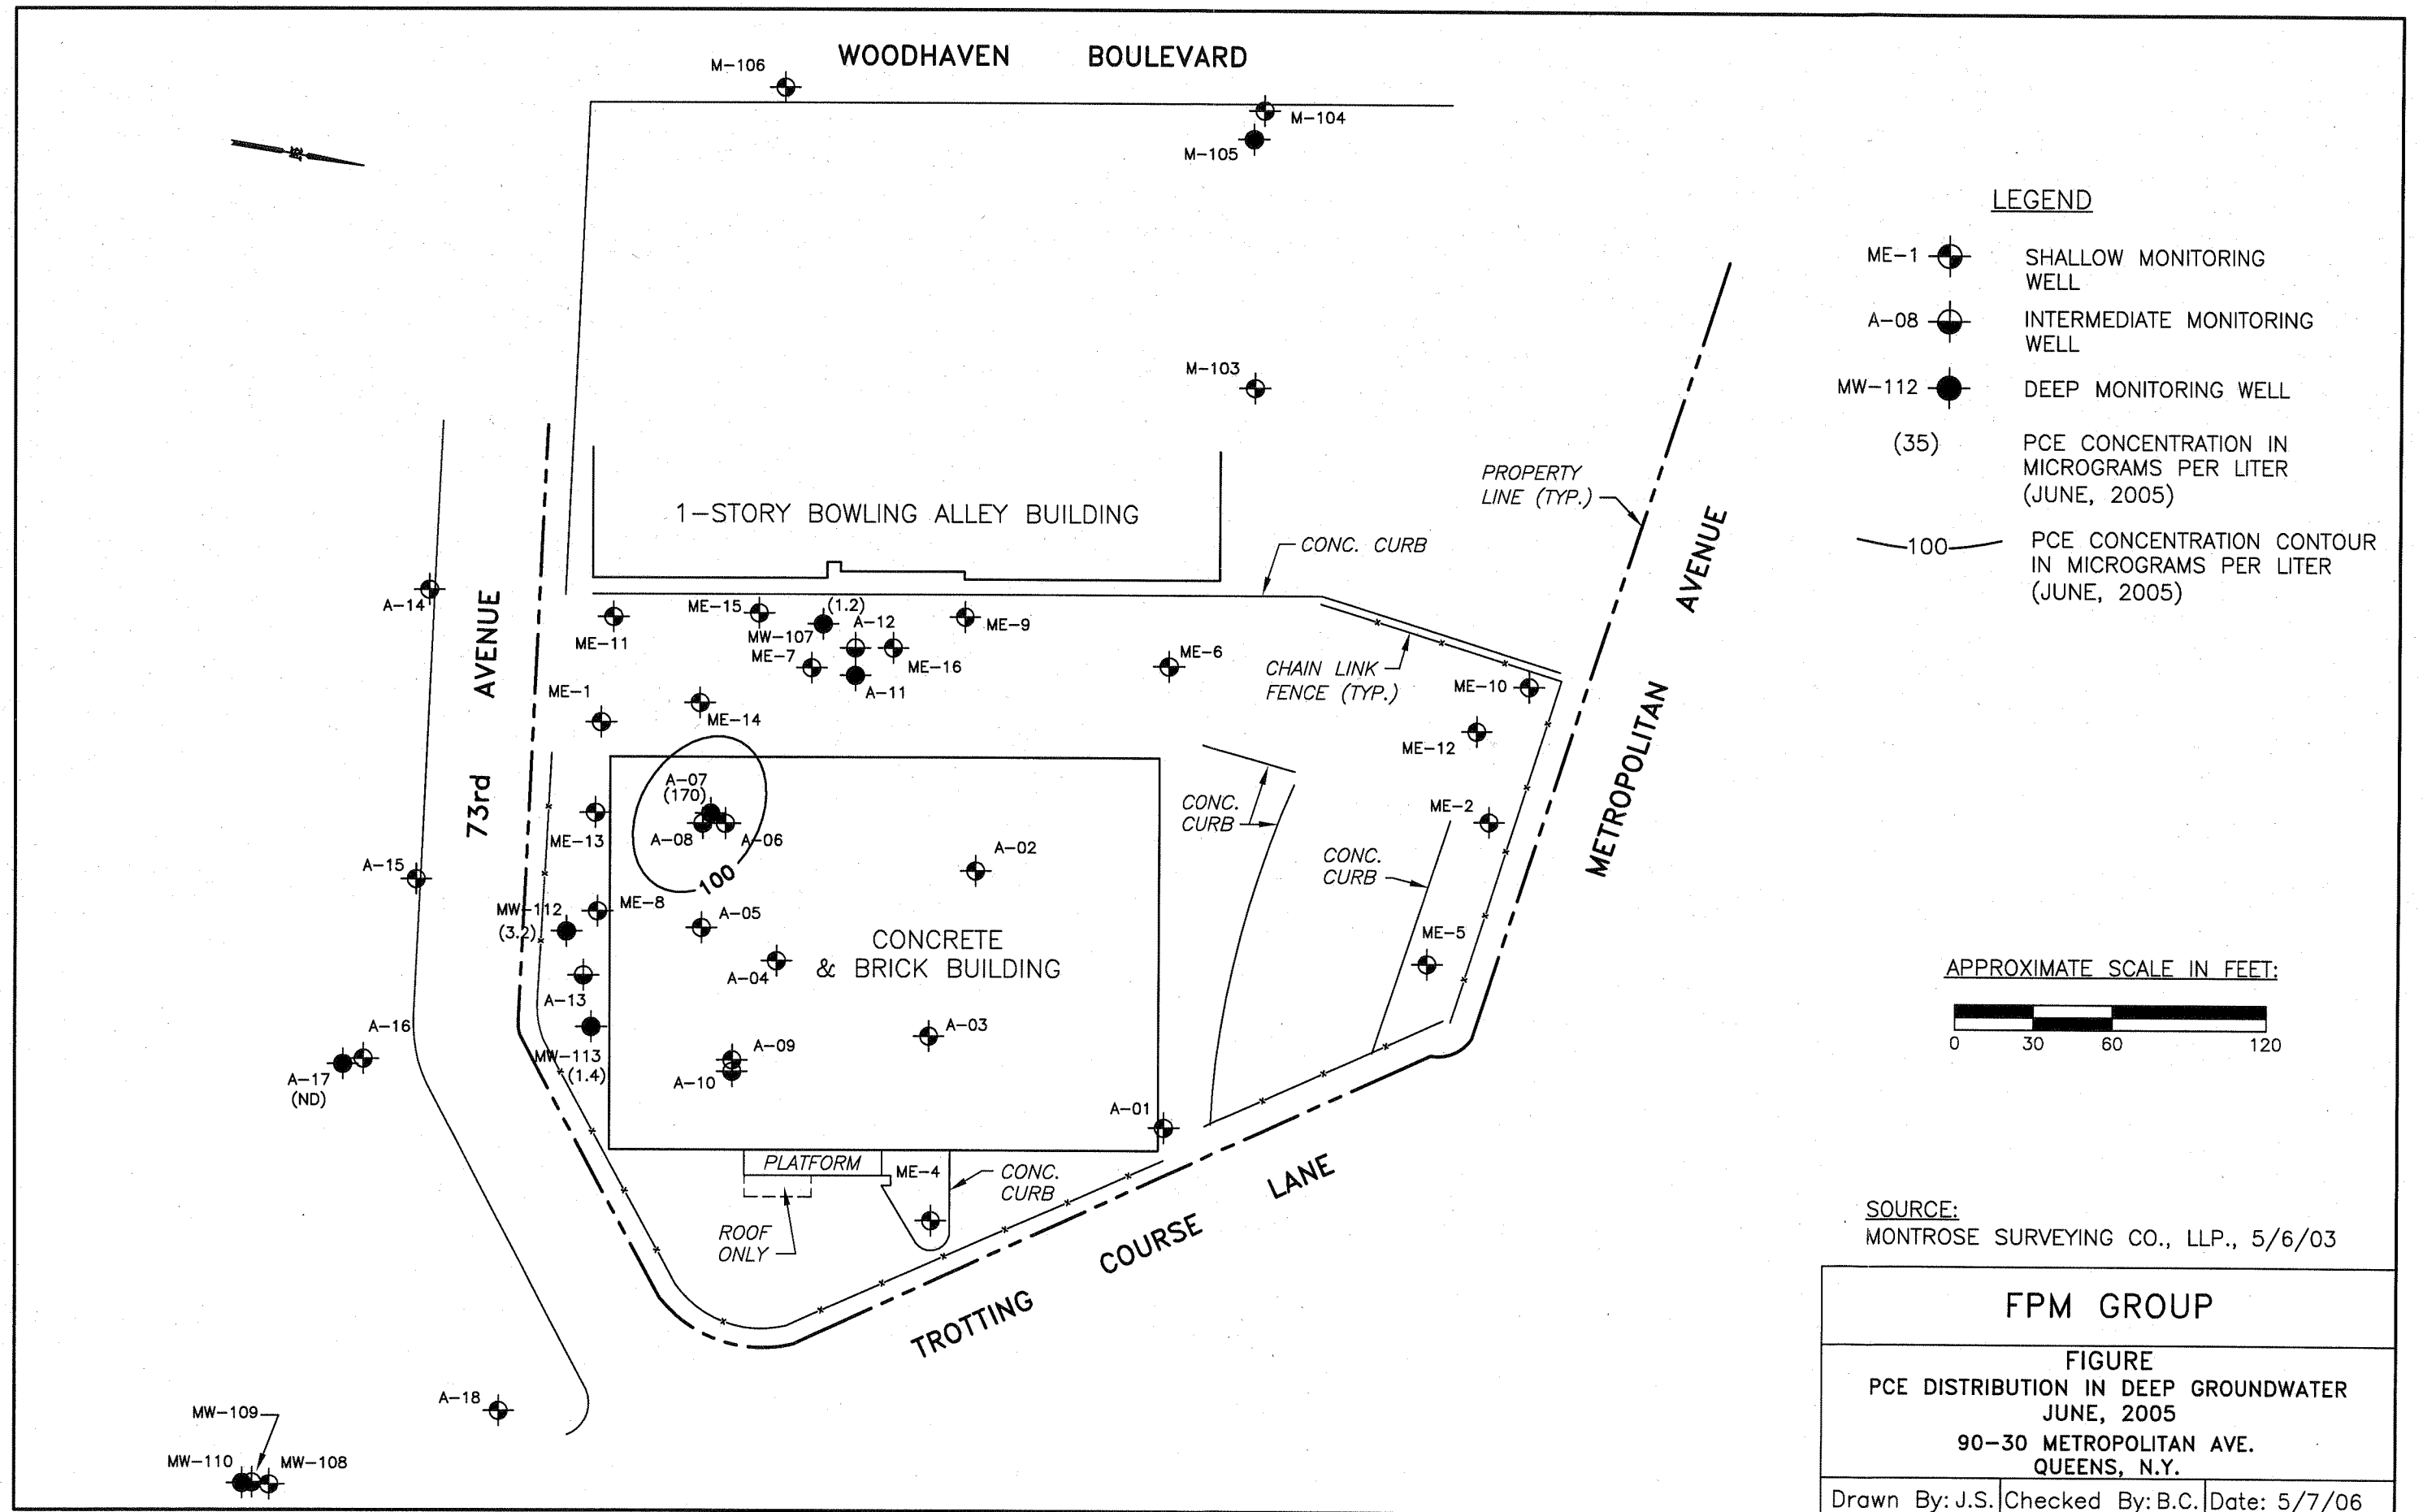 WOODHAVEN BOULEVARD
M-106
M-104
M-105
M-103
LEGEND
ME-1 SHALLOW MONITORING
WELL
A-08 INTERMEDIATE MONITORING
WELL
MW-112 DEEP MONITORING WELL
(35) PCE CONCENTRATION IN
MICROGRAMS PER LITER
(JUNE, 2005)
100 PCE CONCENTRATION CONTOUR
IN MICROGRAMS PER LITER
(JUNE, 2005)
PROPERTY
LINE (TYP.)
1-STORY BOWLING ALLEY BUILDING
CONC. CURB
A-14
73rd AVENUE
METROPOLITAN AVENUE
ME-11
ME-15
(1.2)
MW-107
A-12
ME-9
ME-7
ME-16
A-11
ME-6
CHAIN LINK
FENCE (TYP.)
ME-10
ME-1
ME-14
ME-12
A-07
(170)
ME-13
A-08
A-06
100
CONC.
CURB
ME-2
A-15
A-02
CONC.
CURB
MW-112
(3.2)
ME-8
A-05
CONCRETE
& BRICK BUILDING
ME-5
A-04
A-13
APPROXIMATE SCALE IN FEET:
0 30 60 120
A-16
A-17
(ND)
MW-113
(1.4)
A-09
A-10
A-03
A-01
PLATFORM
ME-4
CONC.
CURB
ROOF
ONLY
TROTTING COURSE LANE
SOURCE:
MONTROSE SURVEYING CO., LLP., 5/6/03
A-18
MW-109
MW-110
MW-108
FPM GROUP
FIGURE
PCE DISTRIBUTION IN DEEP GROUNDWATER
JUNE, 2005
90-30 METROPOLITAN AVE.
QUEENS, N.Y.
Drawn By: J.S. Checked By: B.C. Date: 5/7/06